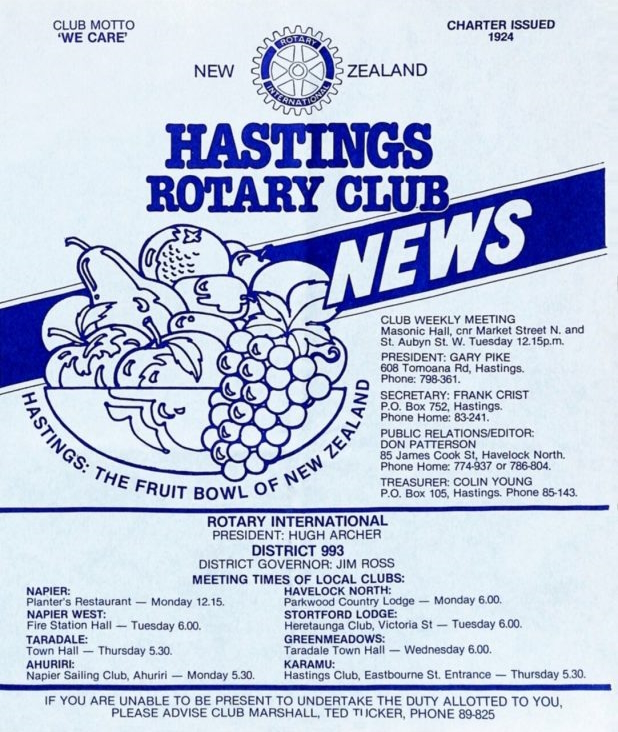 CLUB MOTTO
'WE CARE'
CHARTER ISSUED
1924
NEW ZEALAND
ROTARY
INTERNATIONAL
HASTINGS
ROTARY CLUB
NEWS
CLUB WEEKLY MEETING
Masonic Hall, cnr Market Street N. and
St. Aubyn St. W. Tuesday 12.15p.m.
PRESIDENT: GARY PIKE
608 Tomoana Rd, Hastings.
Phone: 798-361.
SECRETARY: FRANK CRIST
P.O. Box 752, Hastings.
Phone Home: 83-241.
PUBLIC RELATIONS/EDITOR:
DON PATTERSON
85 James Cook St, Havelock North.
Phone Home: 774-937 or 786-804.
TREASURER: COLIN YOUNG
P.O. Box 105, Hastings. Phone 85-143.
HASTINGS: THE FRUIT BOWL OF NEW ZEALAND
ROTARY INTERNATIONAL
PRESIDENT: HUGH ARCHER
DISTRICT 993
DISTRICT GOVERNOR: JIM ROSS
MEETING TIMES OF LOCAL CLUBS:
NAPIER:
Planter's Restaurant — Monday 12.15.
NAPIER WEST:
Fire Station Hall — Tuesday 6.00.
TARADALE:
Town Hall — Thursday 5.30.
AHURIRI:
Napier Sailing Club, Ahuriri — Monday 5.30.
HAVELOCK NORTH:
Parkwood Country Lodge — Monday 6.00.
STORTFORD LODGE:
Heretaunga Club, Victoria St — Tuesday 6.00.
GREENMEADOWS:
Taradale Town Hall — Wednesday 6.00.
KARAMU:
Hastings Club, Eastbourne St. Entrance — Thursday 5.30.
IF YOU ARE UNABLE TO BE PRESENT TO UNDERTAKE THE DUTY ALLOTTED TO YOU,
PLEASE ADVISE CLUB MARSHALL, TED TUCKER, PHONE 89-825